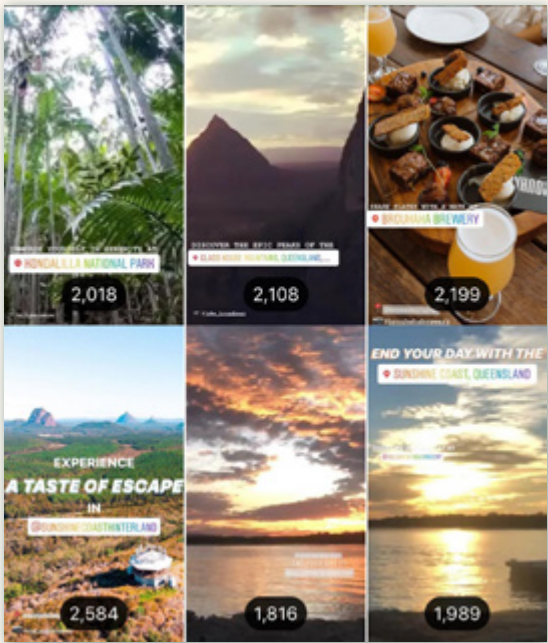 KONDALILLA NATIONAL PARK
2,018
DISCOVER THE EPIC PEAKS OF THE
GLASS HOUSE MOUNTAINS, QUEENSLAND,...
2,108
BROUHAHA BREWERY
2,199
EXPERIENCE
A TASTE OF ESCAPE
IN
@SUNSHINECOASTHINTERLAND
2,584
1,816
END YOUR DAY WITH THE
SUNSHINE COAST, QUEENSLAND
1,989